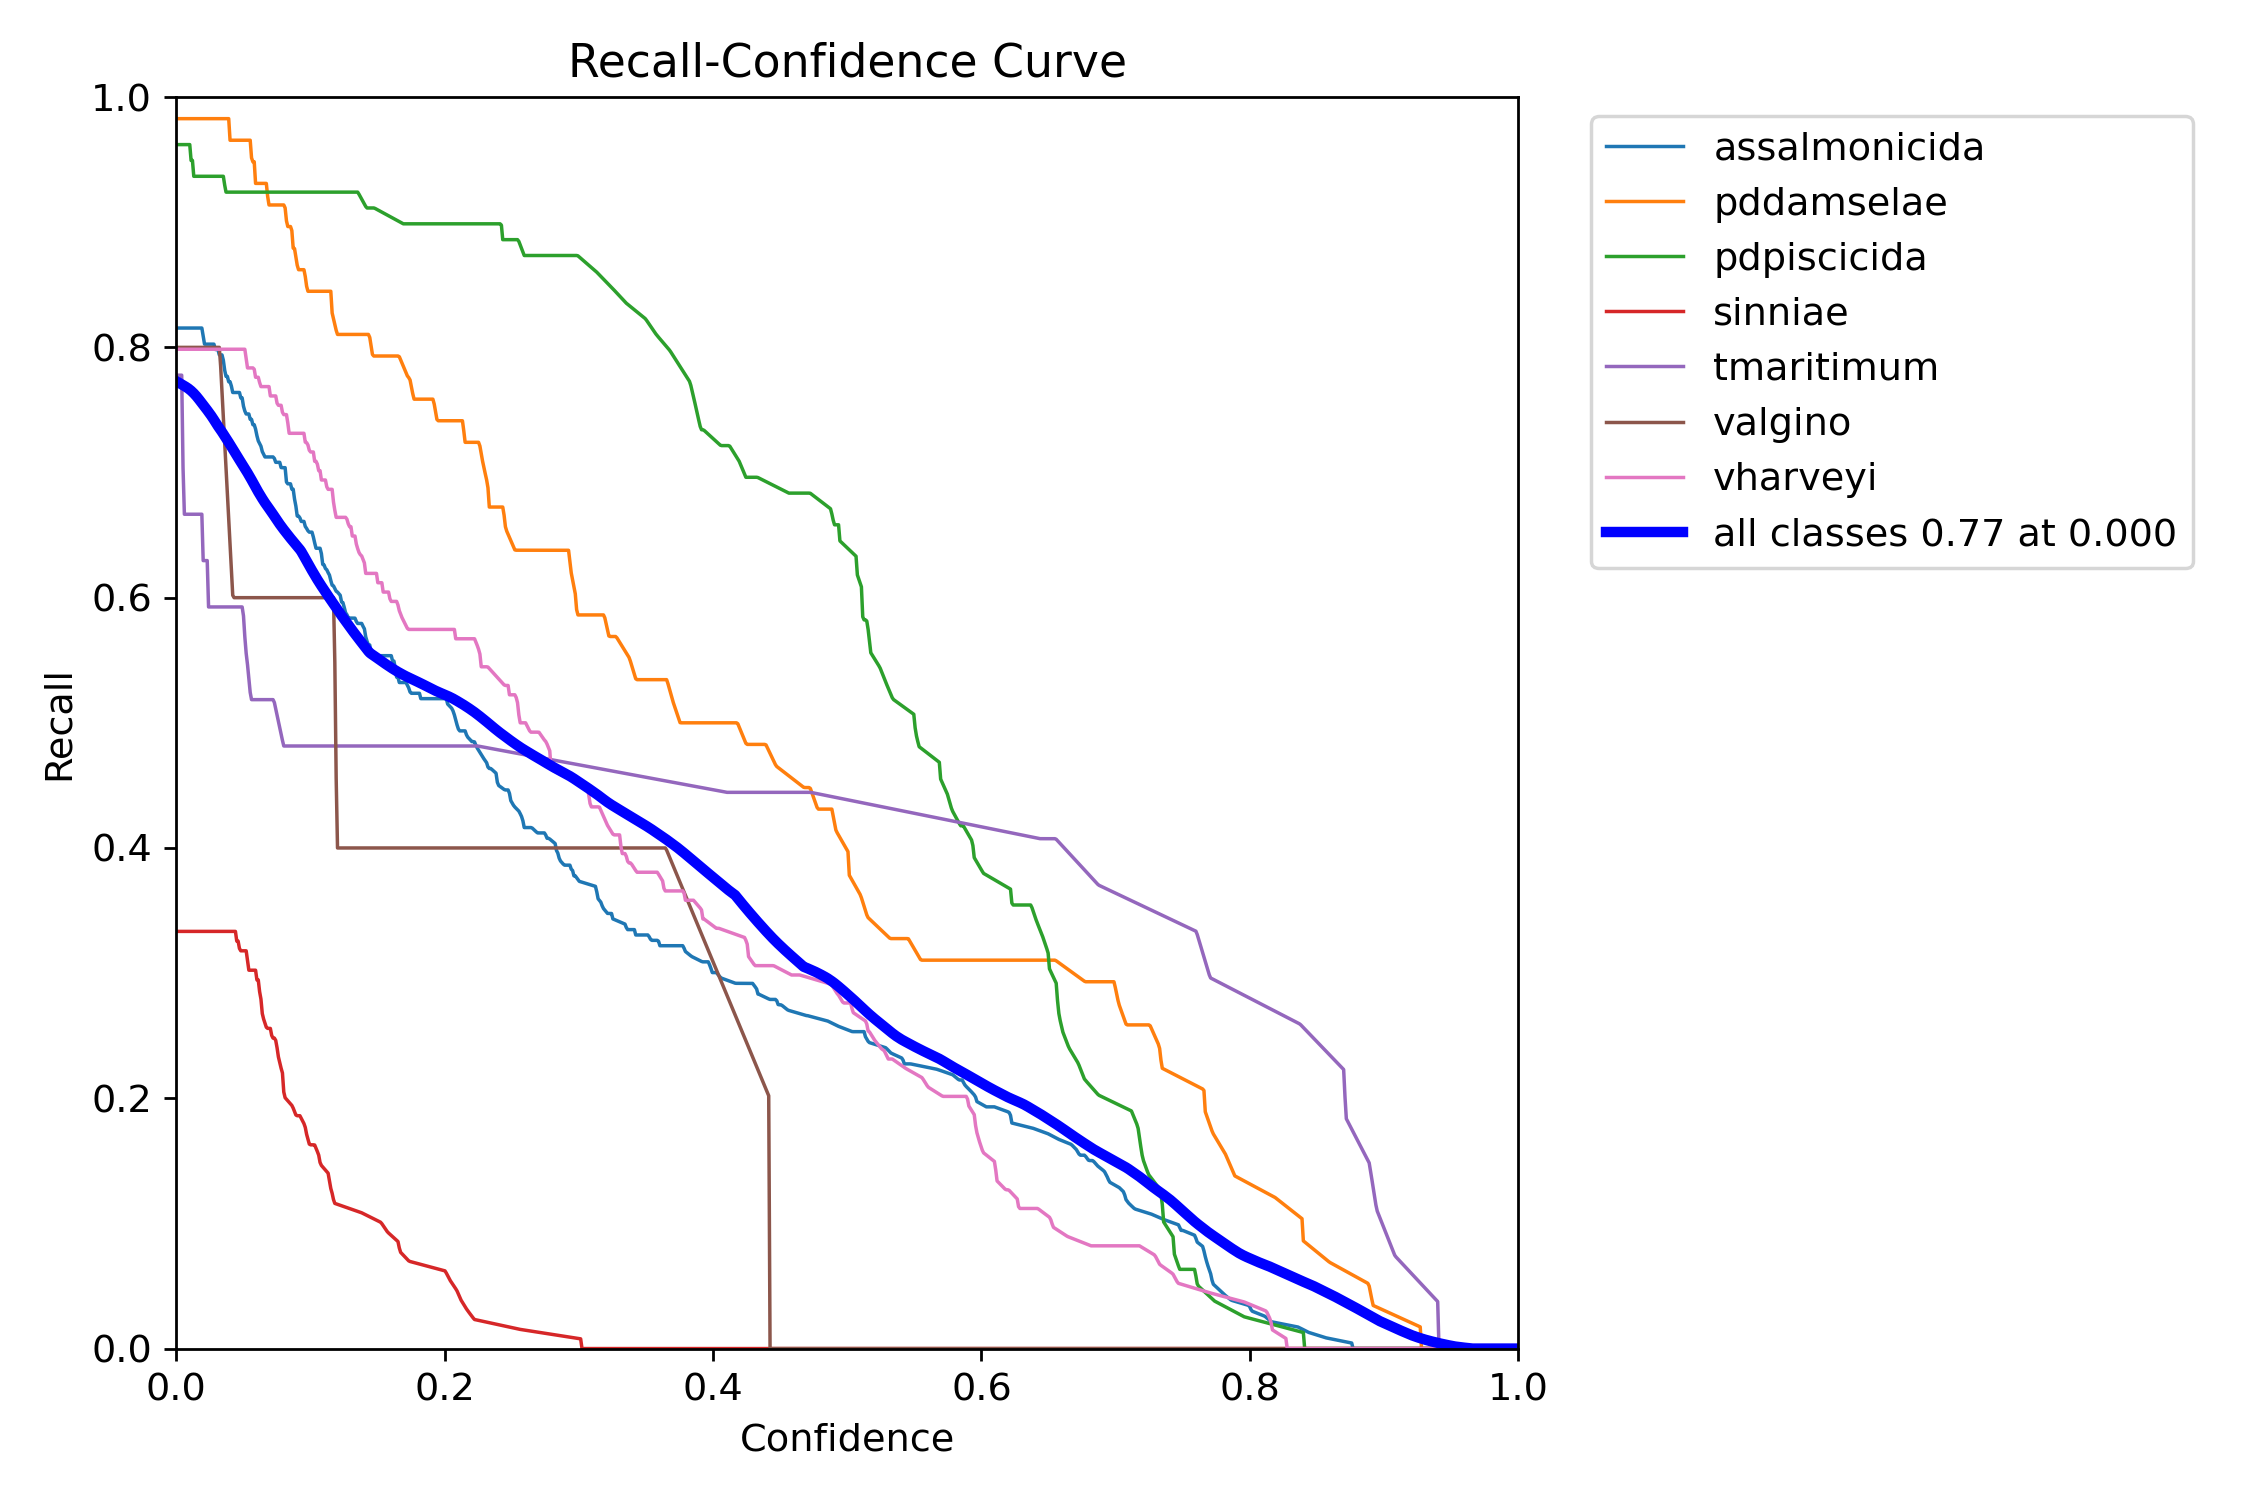 Recall-Confidence Curve
1.0
0.8
0.6
0.4
0.2
0.0
Recall
0.0 0.2 0.4 0.6 0.8 1.0
Confidence
assalmonicida
pddamselae
pdpiscicida
sinniae
tmaritimum
valgino
vharveyi
all classes 0.77 at 0.000